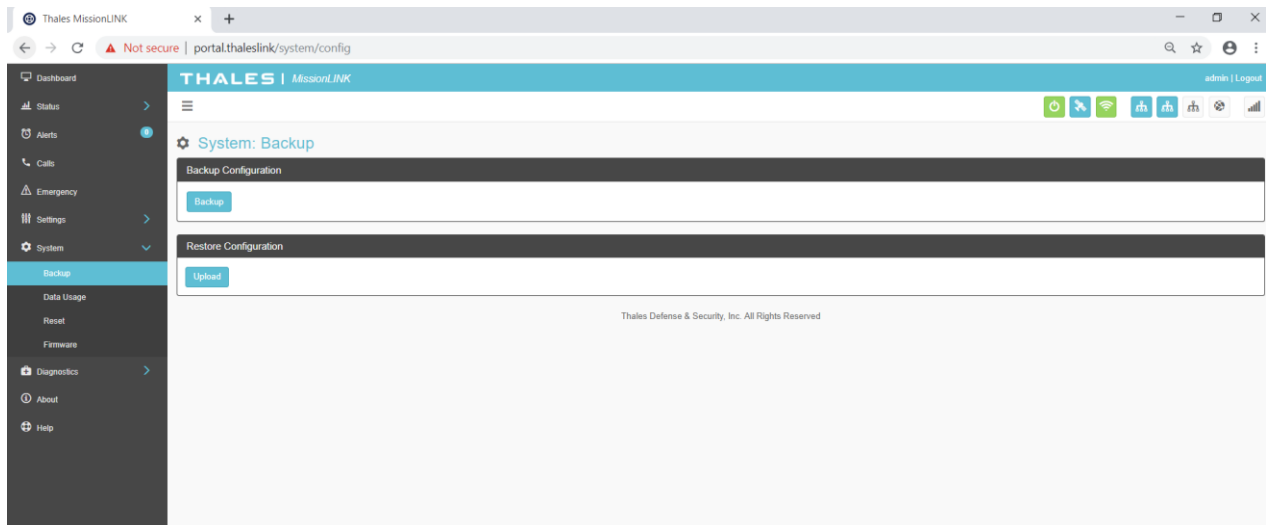 Thales MissionLINK
Not secure | portal.thaleslink/system/config
THALES | MissionLINK
admin | Logout
Dashboard
Status
Alerts
0
Calls
Emergency
Settings
System
Backup
Data Usage
Reset
Firmware
Diagnostics
About
Help
System: Backup
Backup Configuration
Backup
Restore Configuration
Upload
Thales Defense & Security, Inc. All Rights Reserved